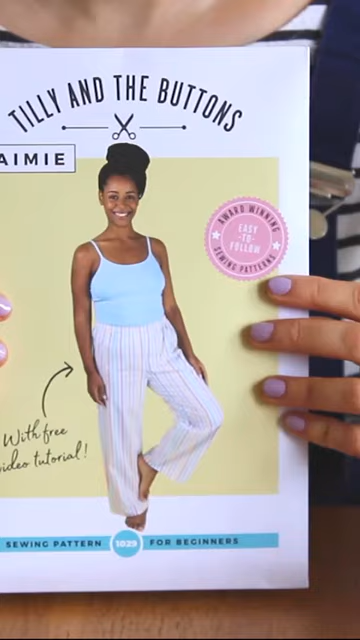 TILLY AND THE BUTTONS
AIMIE
AWARD WINNING
EASY
-TO-
FOLLOW
SEWING PATTERNS
With free
video tutorial!
SEWING PATTERN 1029 FOR BEGINNERS